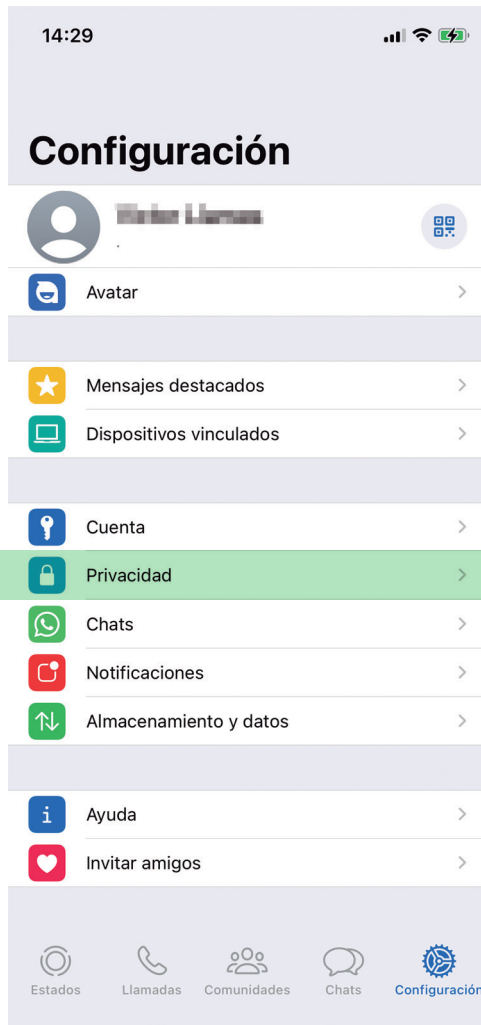 14:29
Configuración
Avatar
Mensajes destacados
Dispositivos vinculados
Cuenta
Privacidad
Chats
Notificaciones
Almacenamiento y datos
Ayuda
Invitar amigos
Estados Llamadas Comunidades Chats Configuración